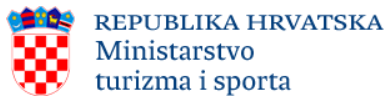 REPUBLIKA HRVATSKA
Ministarstvo
turizma i sporta